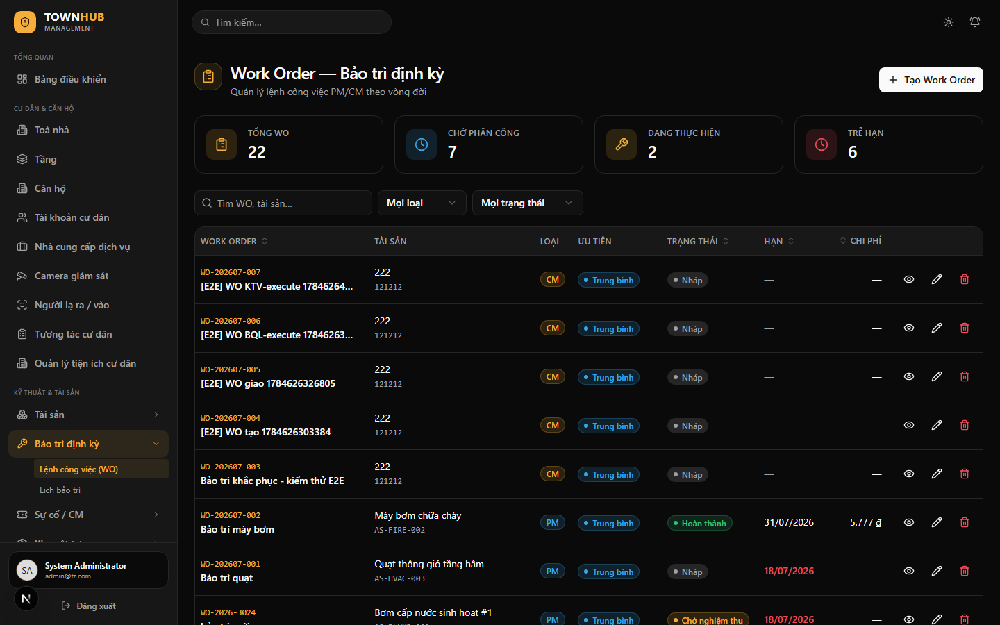 TOWNHUB
MANAGEMENT
TỔNG QUAN
Bảng điều khiển
CƯ DÂN & CĂN HỘ
Toà nhà
Tầng
Căn hộ
Tài khoản cư dân
Nhà cung cấp dịch vụ
Camera giám sát
Người lạ ra / vào
Tương tác cư dân
Quản lý tiện ích cư dân
KỸ THUẬT & TÀI SẢN
Tài sản
Bảo trì định kỳ
Lệnh công việc (WO)
Lịch bảo trì
Sự cố / CM
SA
System Administrator
admin@fz.com
N
Đăng xuất
Tìm kiếm...
Work Order — Bảo trì định kỳ
Quản lý lệnh công việc PM/CM theo vòng đời
Tạo Work Order
TỔNG WO
22
CHỜ PHÂN CÔNG
7
ĐANG THỰC HIỆN
2
TRỄ HẠN
6
Tìm WO, tài sản...
Mọi loại
Mọi trạng thái
WORK ORDER TÀI SẢN LOẠI ƯU TIÊN TRẠNG THÁI HẠN CHI PHÍ
WO-202607-007
[E2E] WO KTV-execute 17846264...
222
121212
CM
Trung bình
Nháp
—
—
WO-202607-006
[E2E] WO BQL-execute 17846263...
222
121212
CM
Trung bình
Nháp
—
—
WO-202607-005
[E2E] WO giao 1784626326805
222
121212
CM
Trung bình
Nháp
—
—
WO-202607-004
[E2E] WO tạo 1784626303384
222
121212
CM
Trung bình
Nháp
—
—
WO-202607-003
Bảo trì khắc phục - kiểm thử E2E
222
121212
CM
Trung bình
Nháp
—
—
WO-202607-002
Bảo trì máy bơm
Máy bơm chữa cháy
AS-FIRE-002
PM
Trung bình
Hoàn thành
31/07/2026
5.777 ₫
WO-202607-001
Bảo trì quạt
Quạt thông gió tầng hầm
AS-HVAC-003
PM
Trung bình
Nháp
18/07/2026
—
WO-2026-3024
Bơm cấp nước sinh hoạt #1
PM
Trung bình
Chờ nghiệm thu
18/07/2026
—